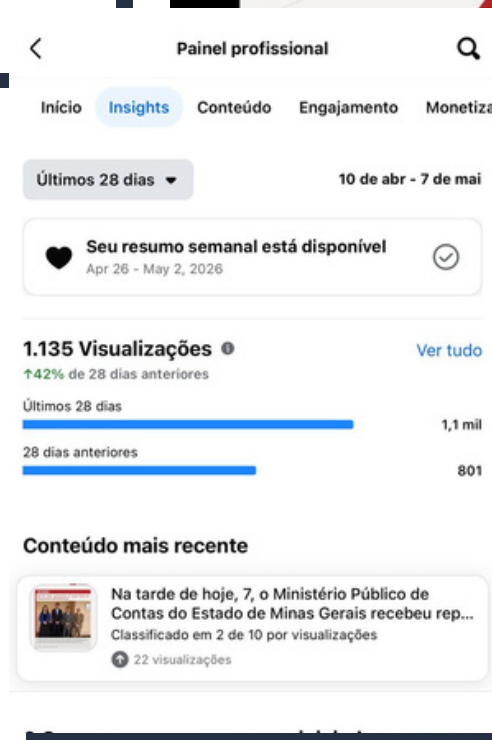 Painel profissional
Início Insights Conteúdo Engajamento Monetiza
Últimos 28 dias 10 de abr - 7 de mai
Seu resumo semanal está disponível
Apr 26 - May 2, 2026
1.135 Visualizações Ver tudo
↑42% de 28 dias anteriores
Últimos 28 dias
1,1 mil
28 dias anteriores
801
Conteúdo mais recente
Na tarde de hoje, 7, o Ministério Público de
Contas do Estado de Minas Gerais recebeu rep...
Classificado em 2 de 10 por visualizações
22 visualizações